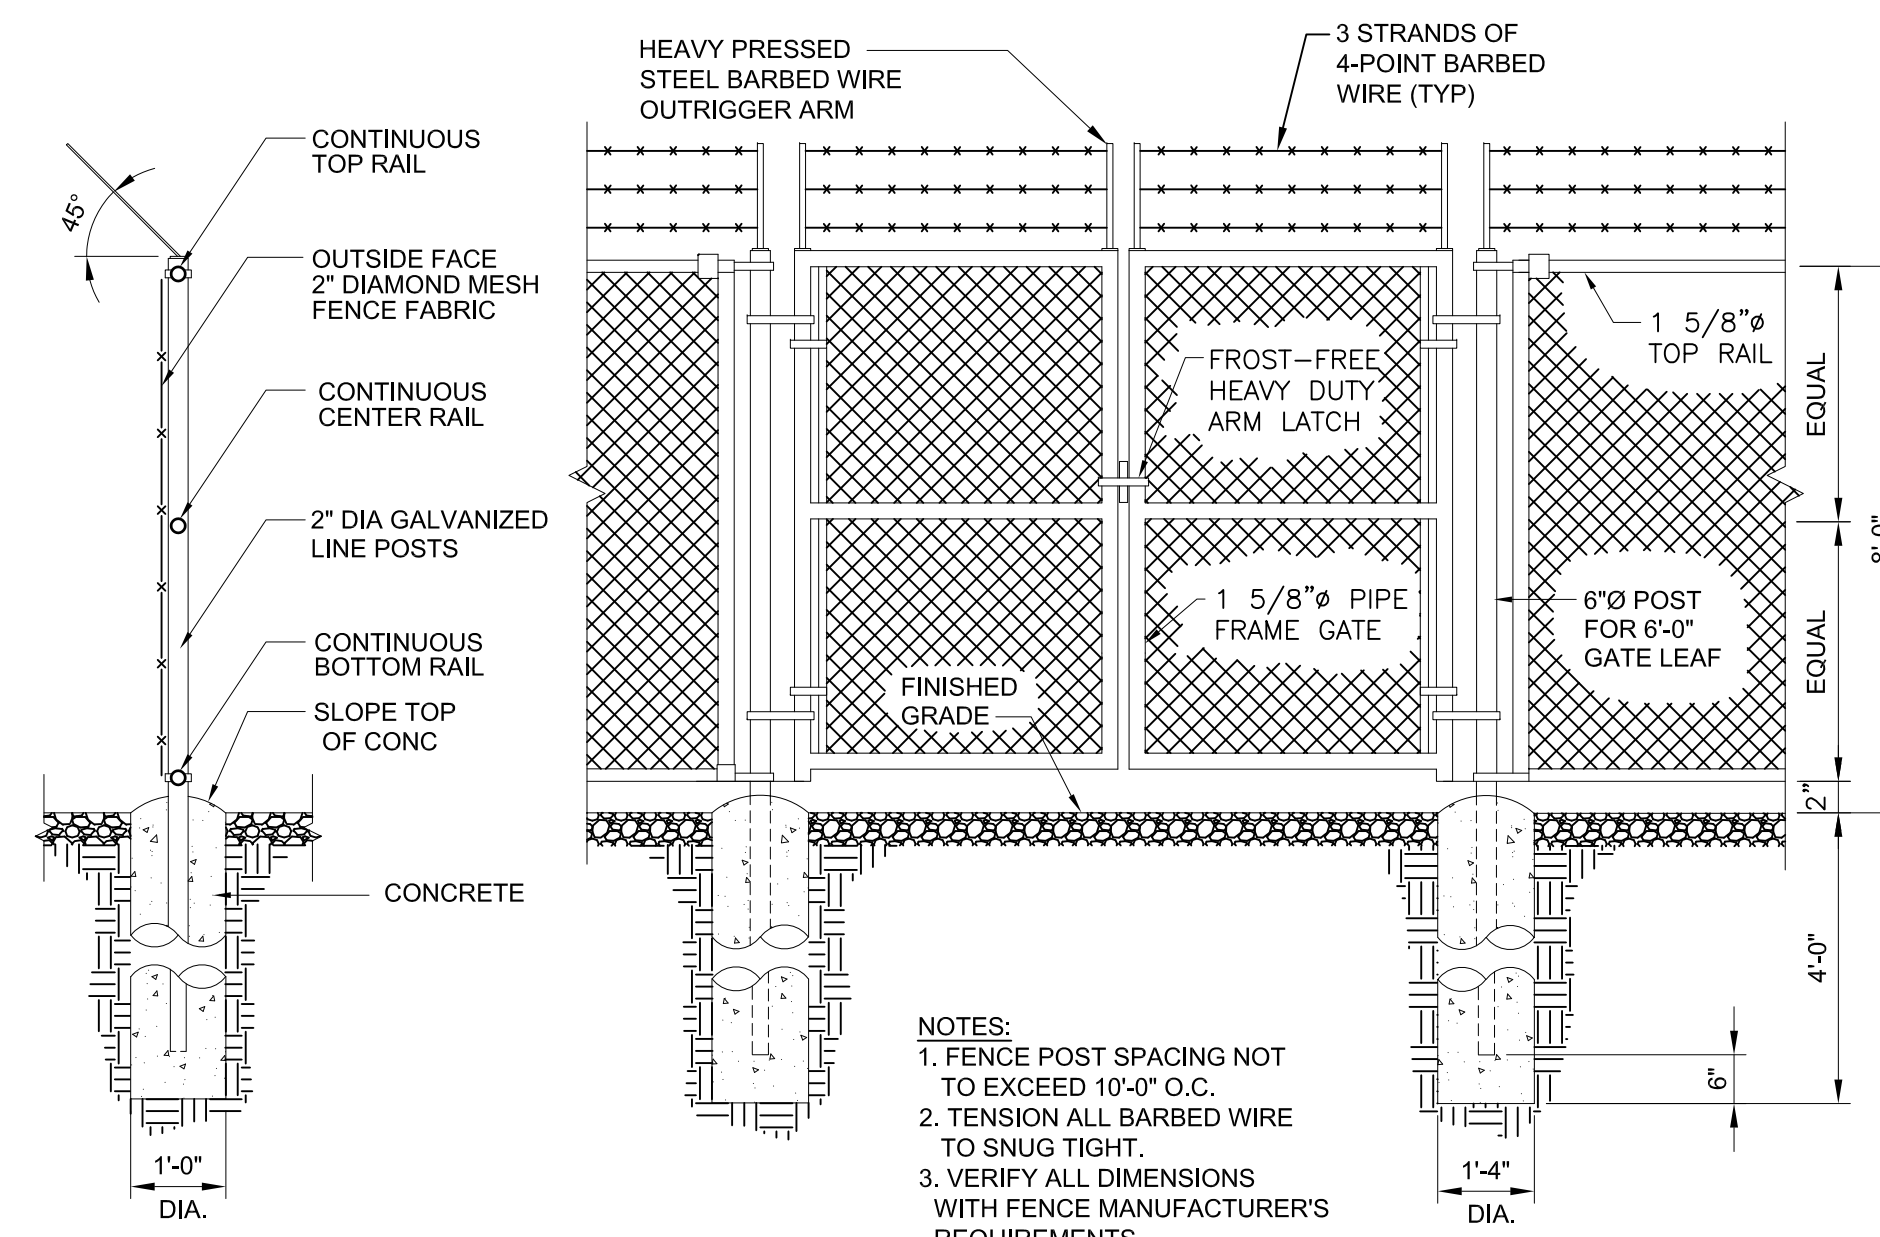 HEAVY PRESSED
STEEL BARBED WIRE
OUTRIGGER ARM
3 STRANDS OF
4-POINT BARBED
WIRE (TYP)
CONTINUOUS
TOP RAIL
45°
OUTSIDE FACE
2" DIAMOND MESH
FENCE FABRIC
CONTINUOUS
CENTER RAIL
2" DIA GALVANIZED
LINE POSTS
CONTINUOUS
BOTTOM RAIL
SLOPE TOP
OF CONC
CONCRETE
1'-0"
DIA.
FROST-FREE
HEAVY DUTY
ARM LATCH
1 5/8"ø
TOP RAIL
1 5/8"ø PIPE
FRAME GATE
6"Ø POST
FOR 6'-0"
GATE LEAF
FINISHED
GRADE
EQUAL
EQUAL
2"
8'-0"
4'-0"
6"
1'-4"
DIA.
NOTES:
1. FENCE POST SPACING NOT
TO EXCEED 10'-0" O.C.
2. TENSION ALL BARBED WIRE
TO SNUG TIGHT.
3. VERIFY ALL DIMENSIONS
WITH FENCE MANUFACTURER'S
REQUIREMENTS